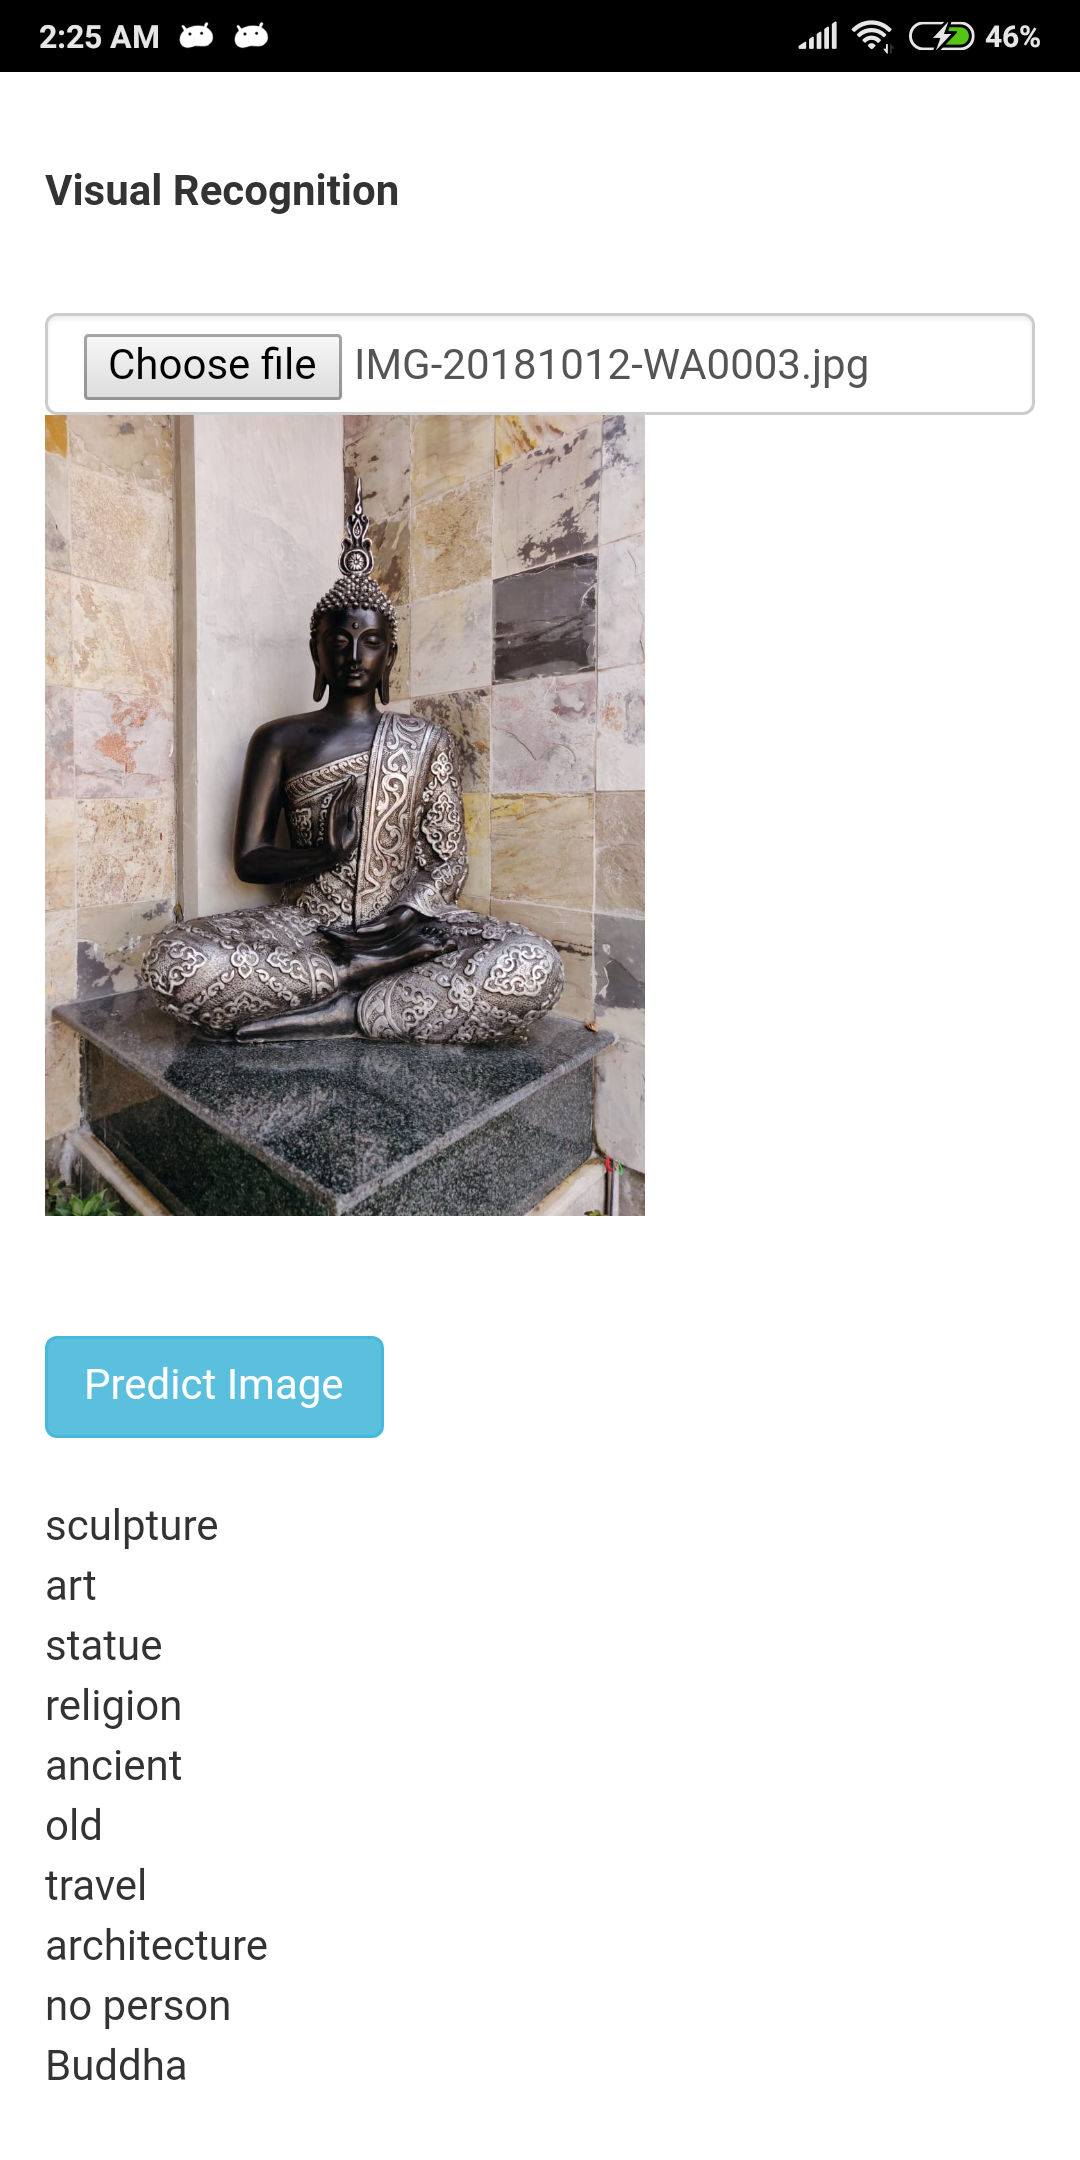 2:25 AM 46%
Visual Recognition
Choose file IMG-20181012-WA0003.jpg
Predict Image
sculpture
art
statue
religion
ancient
old
travel
architecture
no person
Buddha